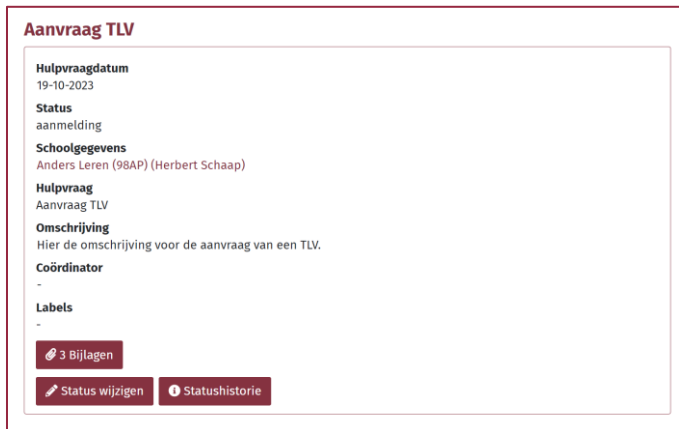 Aanvraag TLV
Hulpvraagdatum
19-10-2023
Status
aanmelding
Schoolgegevens
Anders Leren (98AP) (Herbert Schaap)
Hulpvraag
Aanvraag TLV
Omschrijving
Hier de omschrijving voor de aanvraag van een TLV.
Coördinator
-
Labels
-
3 Bijlagen
Status wijzigen Statushistorie